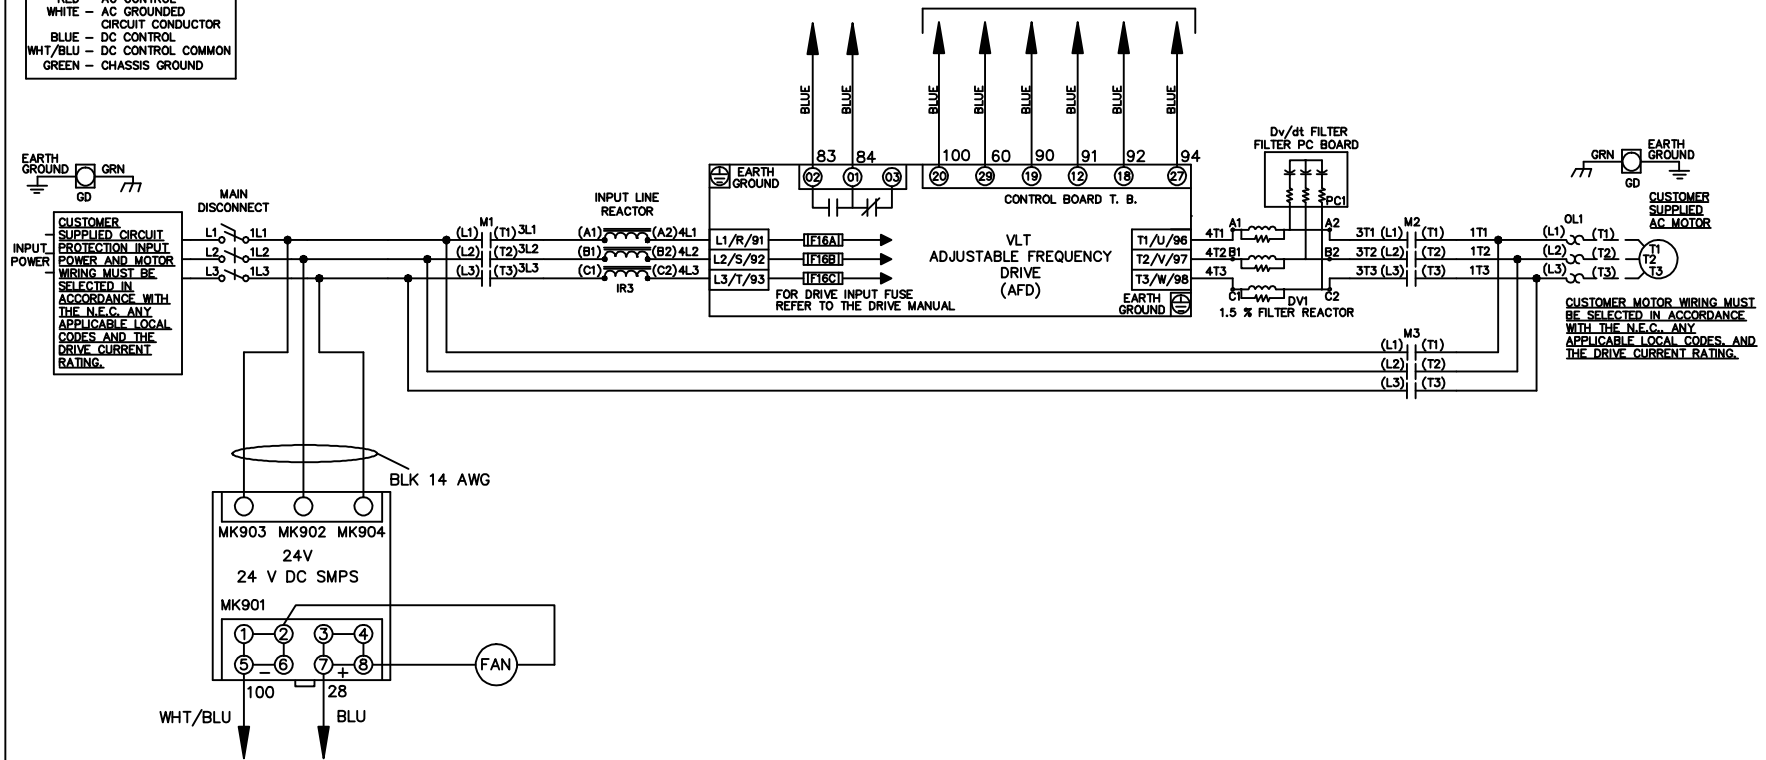 RED – AC CONTROL
WHITE – AC GROUNDED
CIRCUIT CONDUCTOR
BLUE – DC CONTROL
WHT/BLU – DC CONTROL COMMON
GREEN – CHASSIS GROUND
BLUE
BLUE
BLUE
BLUE
BLUE
BLUE
BLUE
BLUE
83
84
100
60
90
91
92
94
EARTH
GROUND
GRN
GD
MAIN
DISCONNECT
CUSTOMER
SUPPLIED CIRCUIT
PROTECTION INPUT
POWER AND MOTOR
WIRING MUST BE
SELECTED IN
ACCORDANCE WITH
THE N.E.C. ANY
APPLICABLE LOCAL
CODES AND THE
DRIVE CURRENT
RATING.
INPUT
POWER
L1 1L1
L2 1L2
L3 1L3
M1
(L1) (T1) 3L1
(L2) (T2) 3L2
(L3) (T3) 3L3
INPUT LINE
REACTOR
(A1) (A2) 4L1
(B1) (B2) 4L2
(C1) (C2) 4L3
IR3
EARTH
GROUND
02
01
03
20
29
19
12
18
27
CONTROL BOARD T. B.
L1/R/91
L2/S/92
L3/T/93
F16A
F16B
F16C
FOR DRIVE INPUT FUSE
REFER TO THE DRIVE MANUAL
VLT
ADJUSTABLE FREQUENCY
DRIVE
(AFD)
T1/U/96
T2/V/97
T3/W/98
EARTH
GROUND
Dv/dt FILTER
FILTER PC BOARD
PC1
4T1 A1 A2
4T2 B1 B2
4T3 C1 C2
DV1
1.5 % FILTER REACTOR
M2
3T1 (L1) (T1) 1T1
3T2 (L2) (T2) 1T2
3T3 (L3) (T3) 1T3
M3
(L1) (T1)
(L2) (T2)
(L3) (T3)
OL1
(L1) (T1)
(L2) (T2)
(L3) (T3)
T1
T2
T3
GRN
EARTH
GROUND
GD
CUSTOMER
SUPPLIED
AC MOTOR
CUSTOMER MOTOR WIRING MUST
BE SELECTED IN ACCORDANCE
WITH THE N.E.C., ANY
APPLICABLE LOCAL CODES, AND
THE DRIVE CURRENT RATING.
BLK 14 AWG
MK903 MK902 MK904
24V
24 V DC SMPS
MK901
1 2 3 4
5 – 6 7 + 8
FAN
100
28
WHT/BLU
BLU